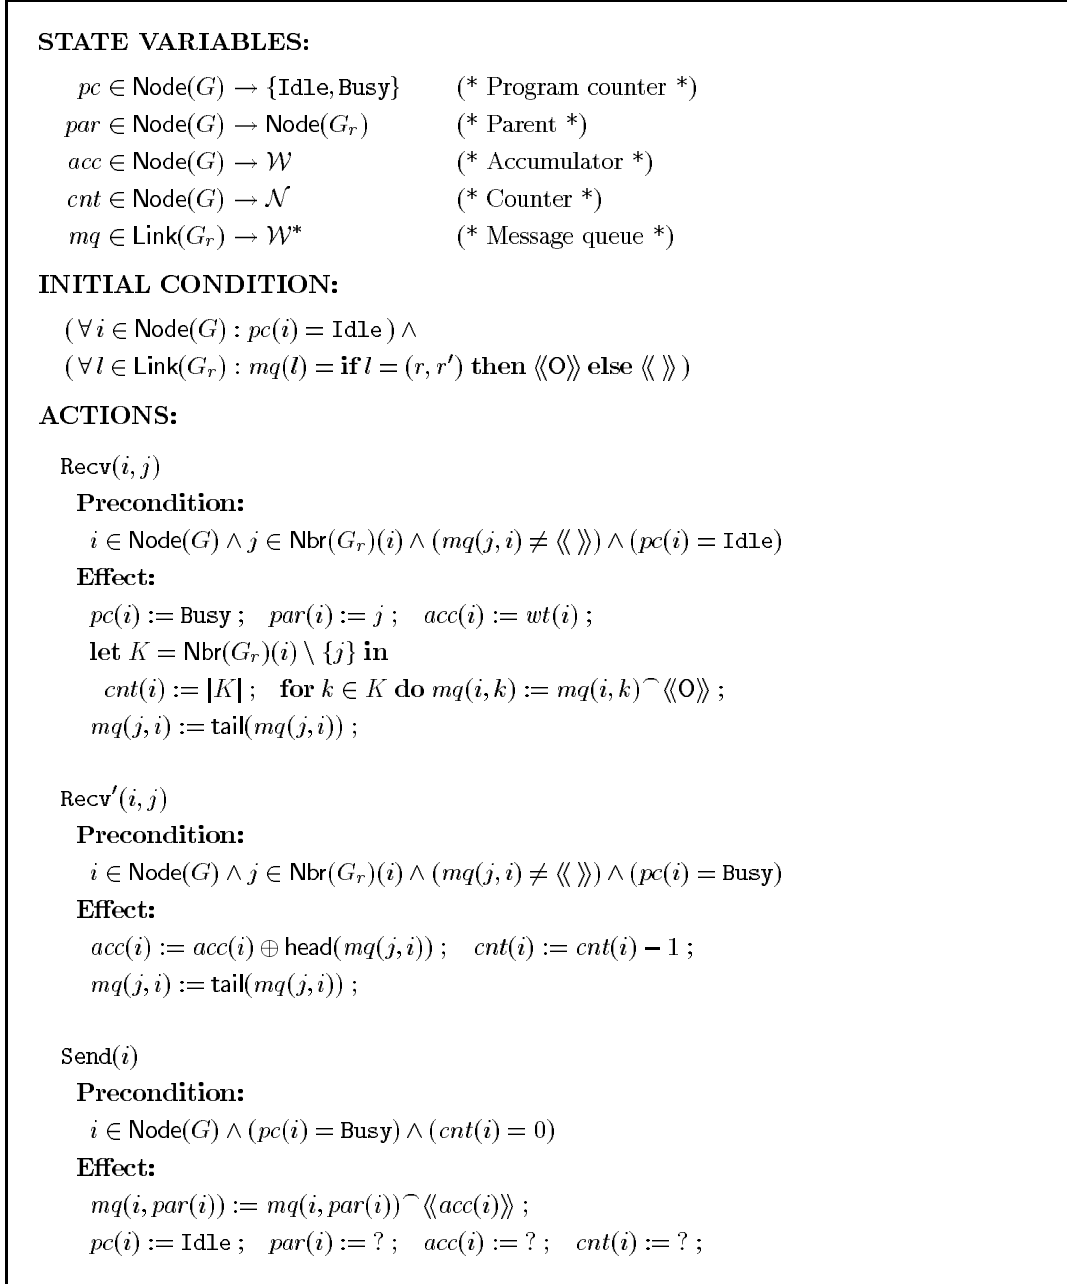 STATE VARIABLES:
pc ∈ Node(G) → {Idle, Busy} (* Program counter *)
par ∈ Node(G) → Node(G_r) (* Parent *)
acc ∈ Node(G) → 𝒲 (* Accumulator *)
cnt ∈ Node(G) → 𝒩 (* Counter *)
mq ∈ Link(G_r) → 𝒲* (* Message queue *)
INITIAL CONDITION:
( ∀ i ∈ Node(G) : pc(i) = Idle ) ∧
( ∀ l ∈ Link(G_r) : mq(l) = if l = (r, r′) then ⟪O⟫ else ⟪ ⟫ )
ACTIONS:
Recv(i, j)
Precondition:
i ∈ Node(G) ∧ j ∈ Nbr(G_r)(i) ∧ (mq(j, i) ≠ ⟪ ⟫) ∧ (pc(i) = Idle)
Effect:
pc(i) := Busy ; par(i) := j ; acc(i) := wt(i) ;
let K = Nbr(G_r)(i) \ {j} in
cnt(i) := |K| ; for k ∈ K do mq(i, k) := mq(i, k)⌢⟪O⟫ ;
mq(j, i) := tail(mq(j, i)) ;
Recv′(i, j)
Precondition:
i ∈ Node(G) ∧ j ∈ Nbr(G_r)(i) ∧ (mq(j, i) ≠ ⟪ ⟫) ∧ (pc(i) = Busy)
Effect:
acc(i) := acc(i) ⊕ head(mq(j, i)) ; cnt(i) := cnt(i) − 1 ;
mq(j, i) := tail(mq(j, i)) ;
Send(i)
Precondition:
i ∈ Node(G) ∧ (pc(i) = Busy) ∧ (cnt(i) = 0)
Effect:
mq(i, par(i)) := mq(i, par(i))⌢⟪acc(i)⟫ ;
pc(i) := Idle ; par(i) := ? ; acc(i) := ? ; cnt(i) := ? ;